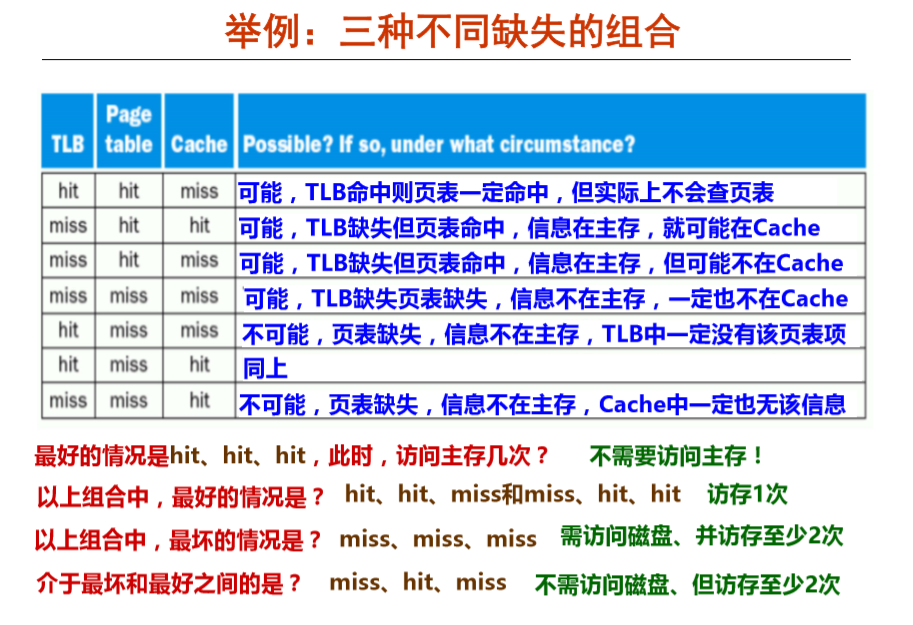 举例：三种不同缺失的组合
TLB Page table Cache Possible? If so, under what circumstance?
hit hit miss 可能，TLB命中则页表一定命中，但实际上不会查页表
miss hit hit 可能，TLB缺失但页表命中，信息在主存，就可能在Cache
miss hit miss 可能，TLB缺失但页表命中，信息在主存，但可能不在Cache
miss miss miss 可能，TLB缺失页表缺失，信息不在主存，一定也不在Cache
hit miss miss 不可能，页表缺失，信息不在主存，TLB中一定没有该页表项
hit miss hit 同上
miss miss hit 不可能，页表缺失，信息不在主存，Cache中一定也无该信息
最好的情况是hit、hit、hit，此时，访问主存几次？ 不需要访问主存！
以上组合中，最好的情况是？ hit、hit、miss和miss、hit、hit 访存1次
以上组合中，最坏的情况是？ miss、miss、miss 需访问磁盘、并访存至少2次
介于最坏和最好之间的是？ miss、hit、miss 不需访问磁盘、但访存至少2次